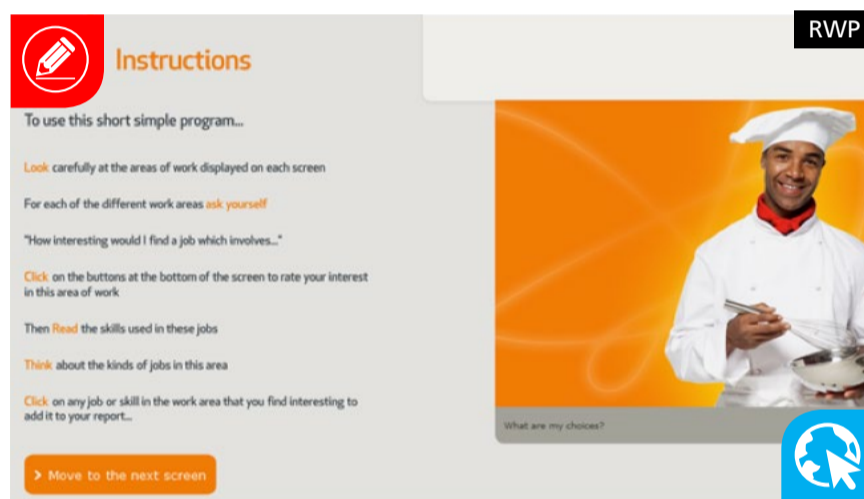 RWP
Instructions
To use this short simple program...
Look carefully at the areas of work displayed on each screen
For each of the different work areas ask yourself
"How interesting would I find a job which involves..."
Click on the buttons at the bottom of the screen to rate your interest
in this area of work
Then Read the skills used in these jobs
Think about the kinds of jobs in this area
Click on any job or skill in the work area that you find interesting to
add it to your report...
> Move to the next screen
What are my choices?